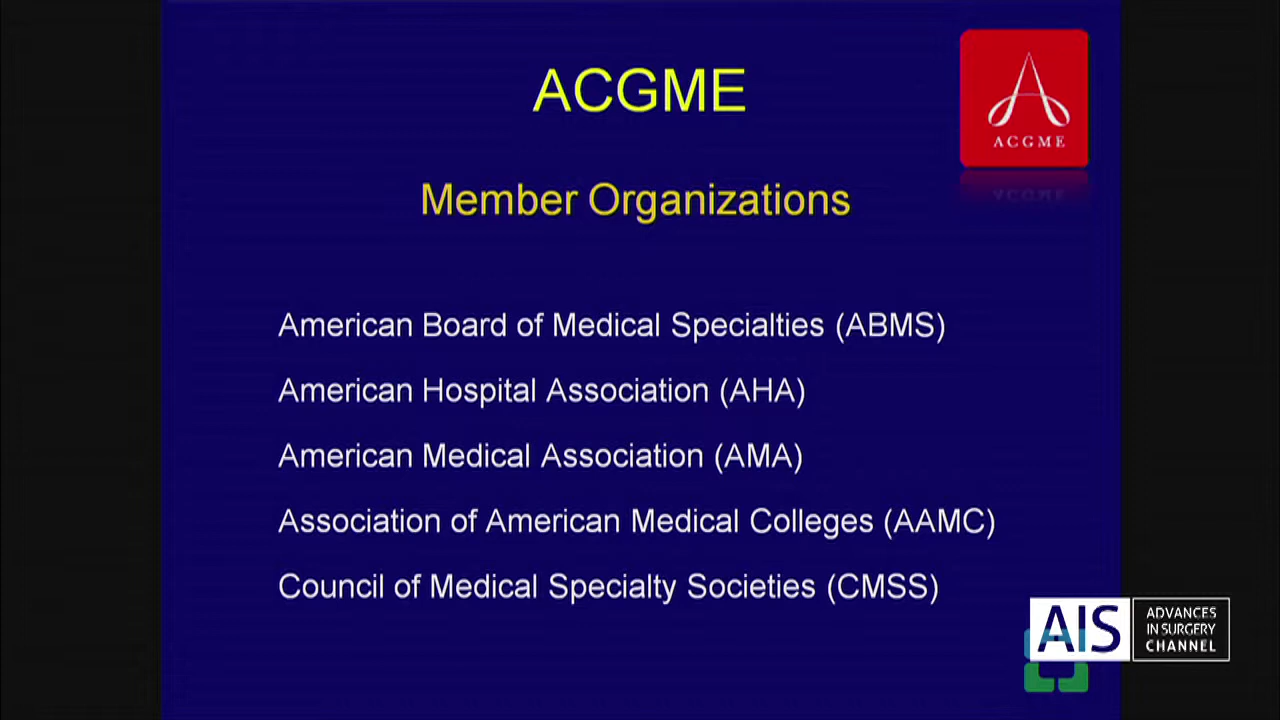 ACGME
ACGME
Member Organizations
American Board of Medical Specialties (ABMS)
American Hospital Association (AHA)
American Medical Association (AMA)
Association of American Medical Colleges (AAMC)
Council of Medical Specialty Societies (CMSS)
AIS
ADVANCES
IN SURGERY
CHANNEL